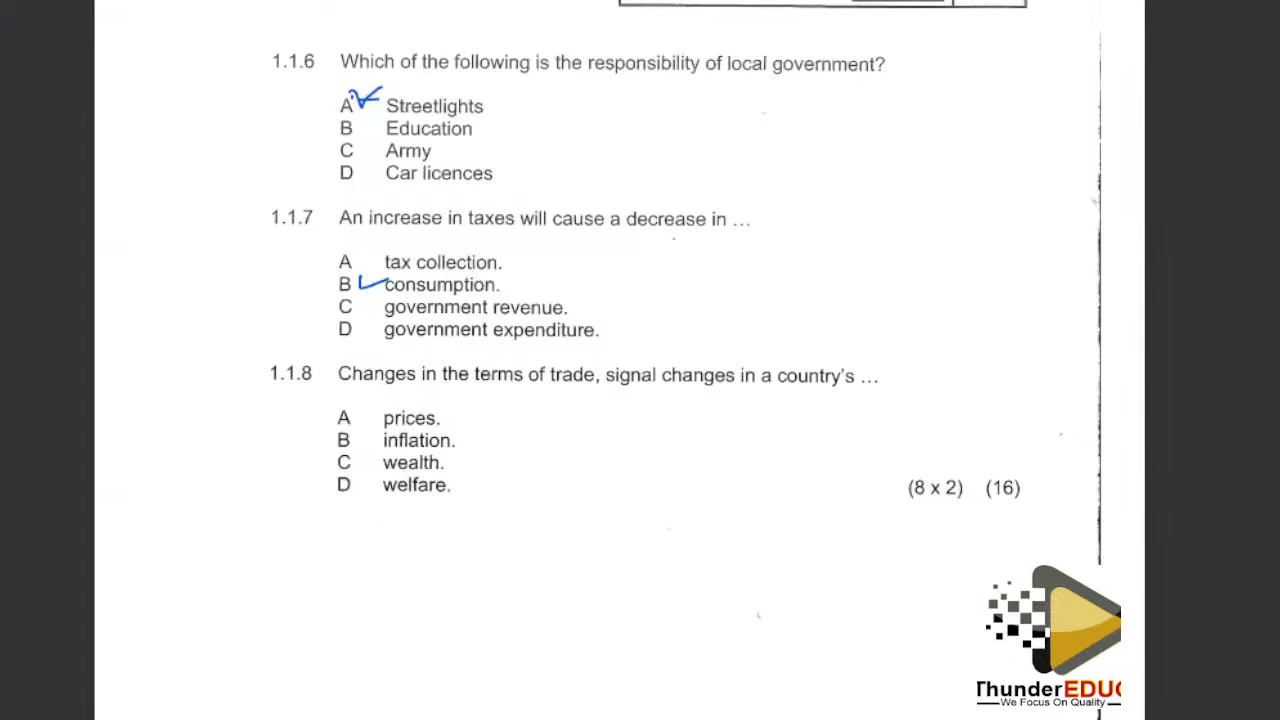 1.1.6 Which of the following is the responsibility of local government?
A Streetlights
B Education
C Army
D Car licences
1.1.7 An increase in taxes will cause a decrease in …
A tax collection.
B consumption.
C government revenue.
D government expenditure.
1.1.8 Changes in the terms of trade, signal changes in a country's …
A prices.
B inflation.
C wealth.
D welfare.
(8 x 2) (16)
ThunderEDUC
We Focus On Quality